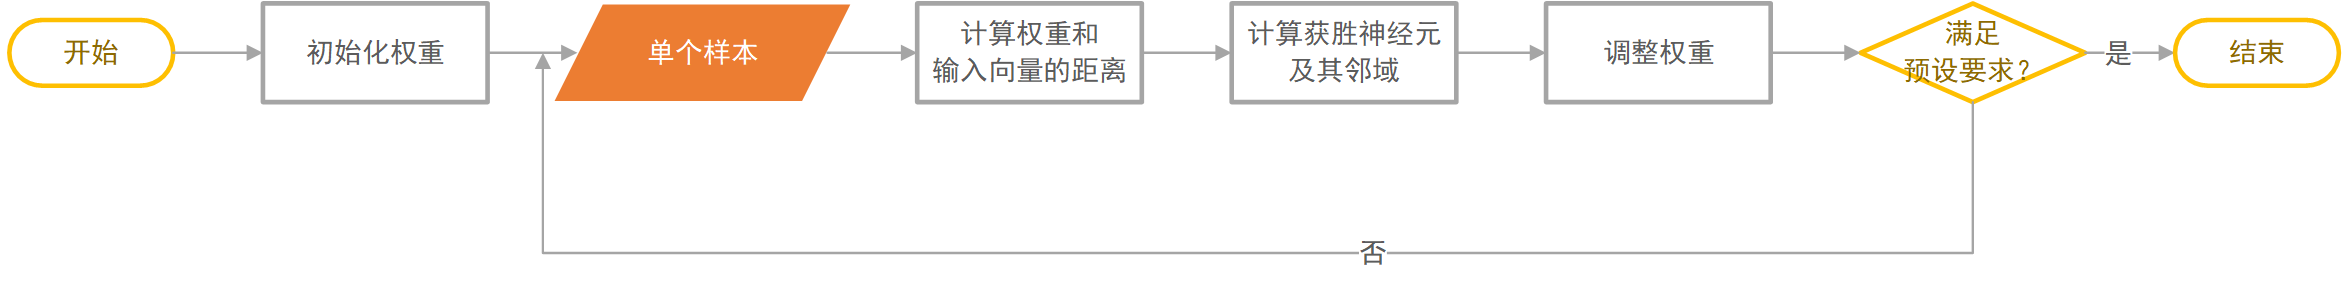 开始
初始化权重
单个样本
计算权重和
输入向量的距离
计算获胜神经元
及其邻域
调整权重
满足
预设要求？
是
结束
否